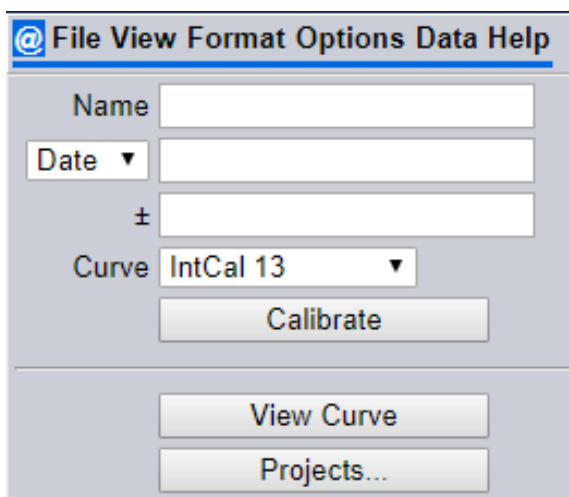 @ File View Format Options Data Help
Name
Date ▼
±
Curve IntCal 13 ▼
Calibrate
View Curve
Projects...